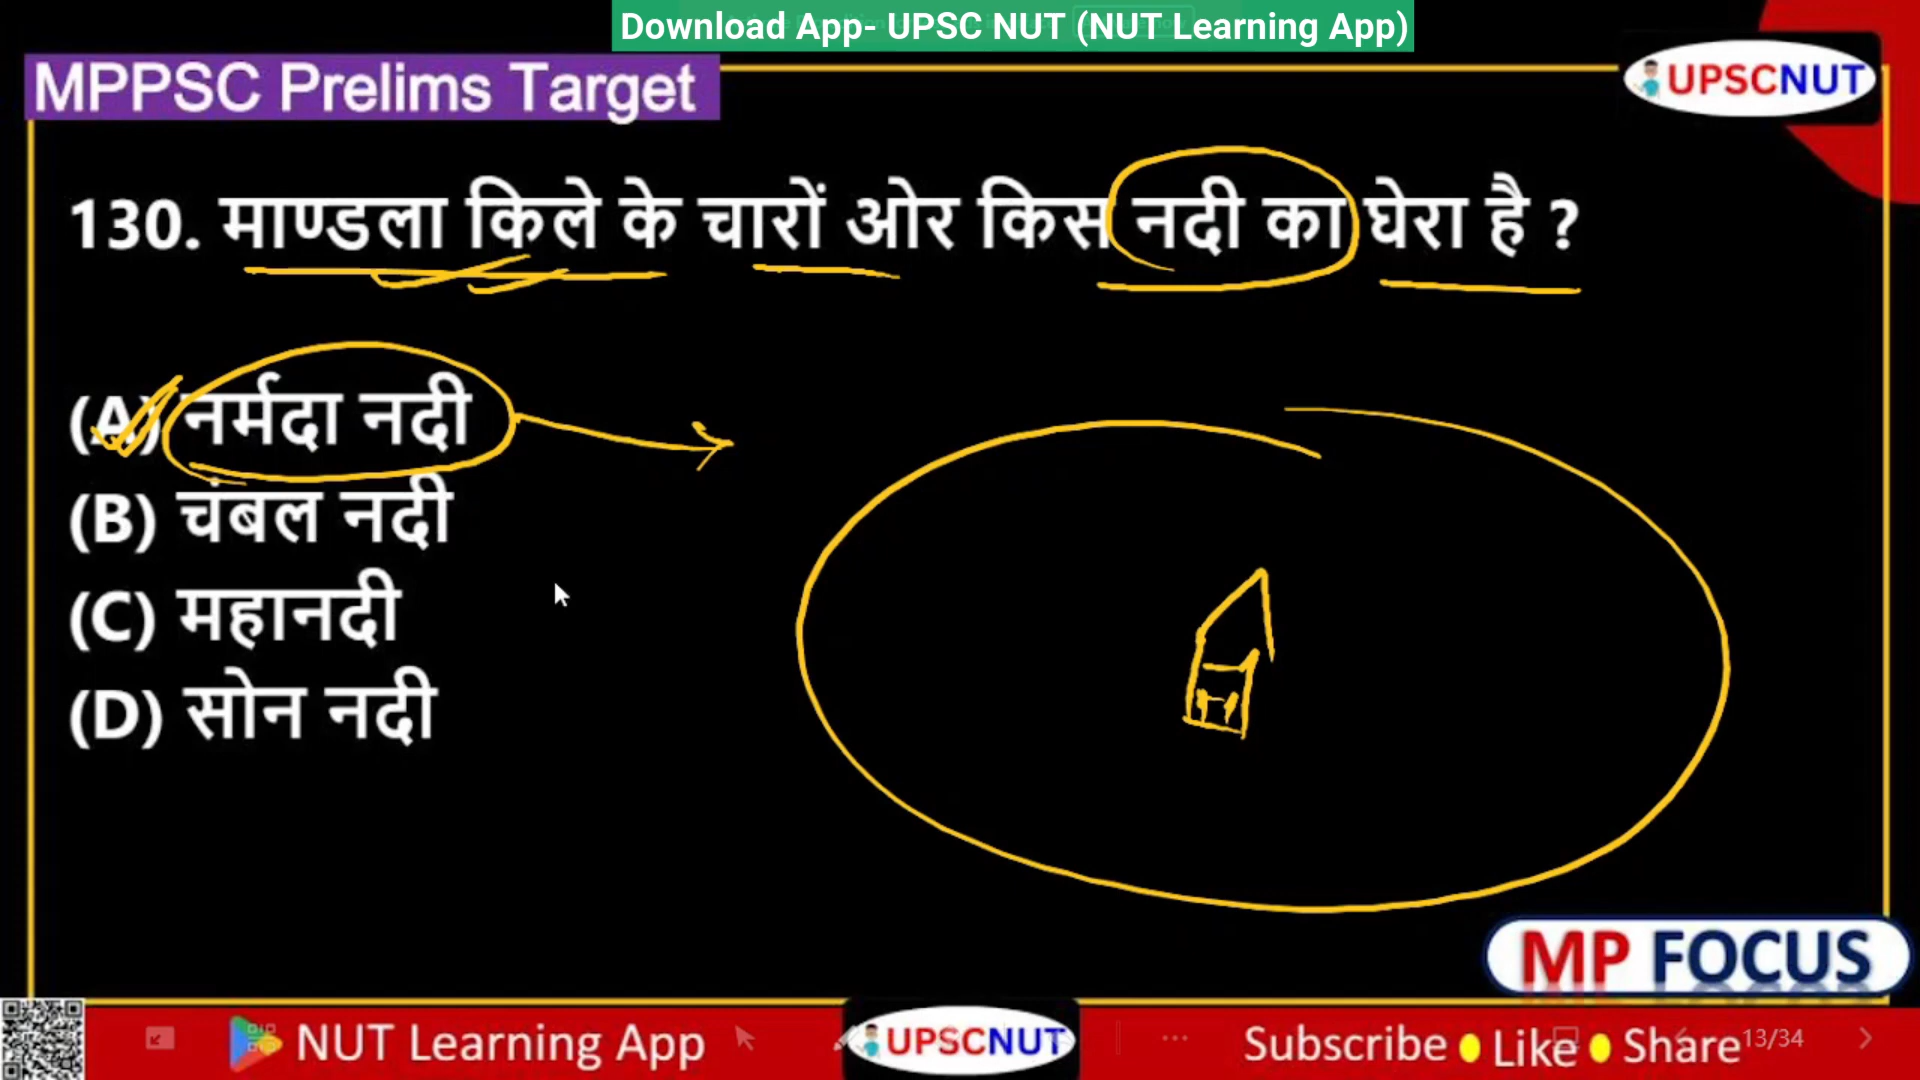 Download App- UPSC NUT (NUT Learning App)
MPPSC Prelims Target
UPSCNUT
130. माण्डला किले के चारों ओर किस नदी का घेरा है ?
(A) नर्मदा नदी
(B) चंबल नदी
(C) महानदी
(D) सोन नदी
MP FOCUS
NUT Learning App
UPSCNUT
Subscribe Like Share
13/34